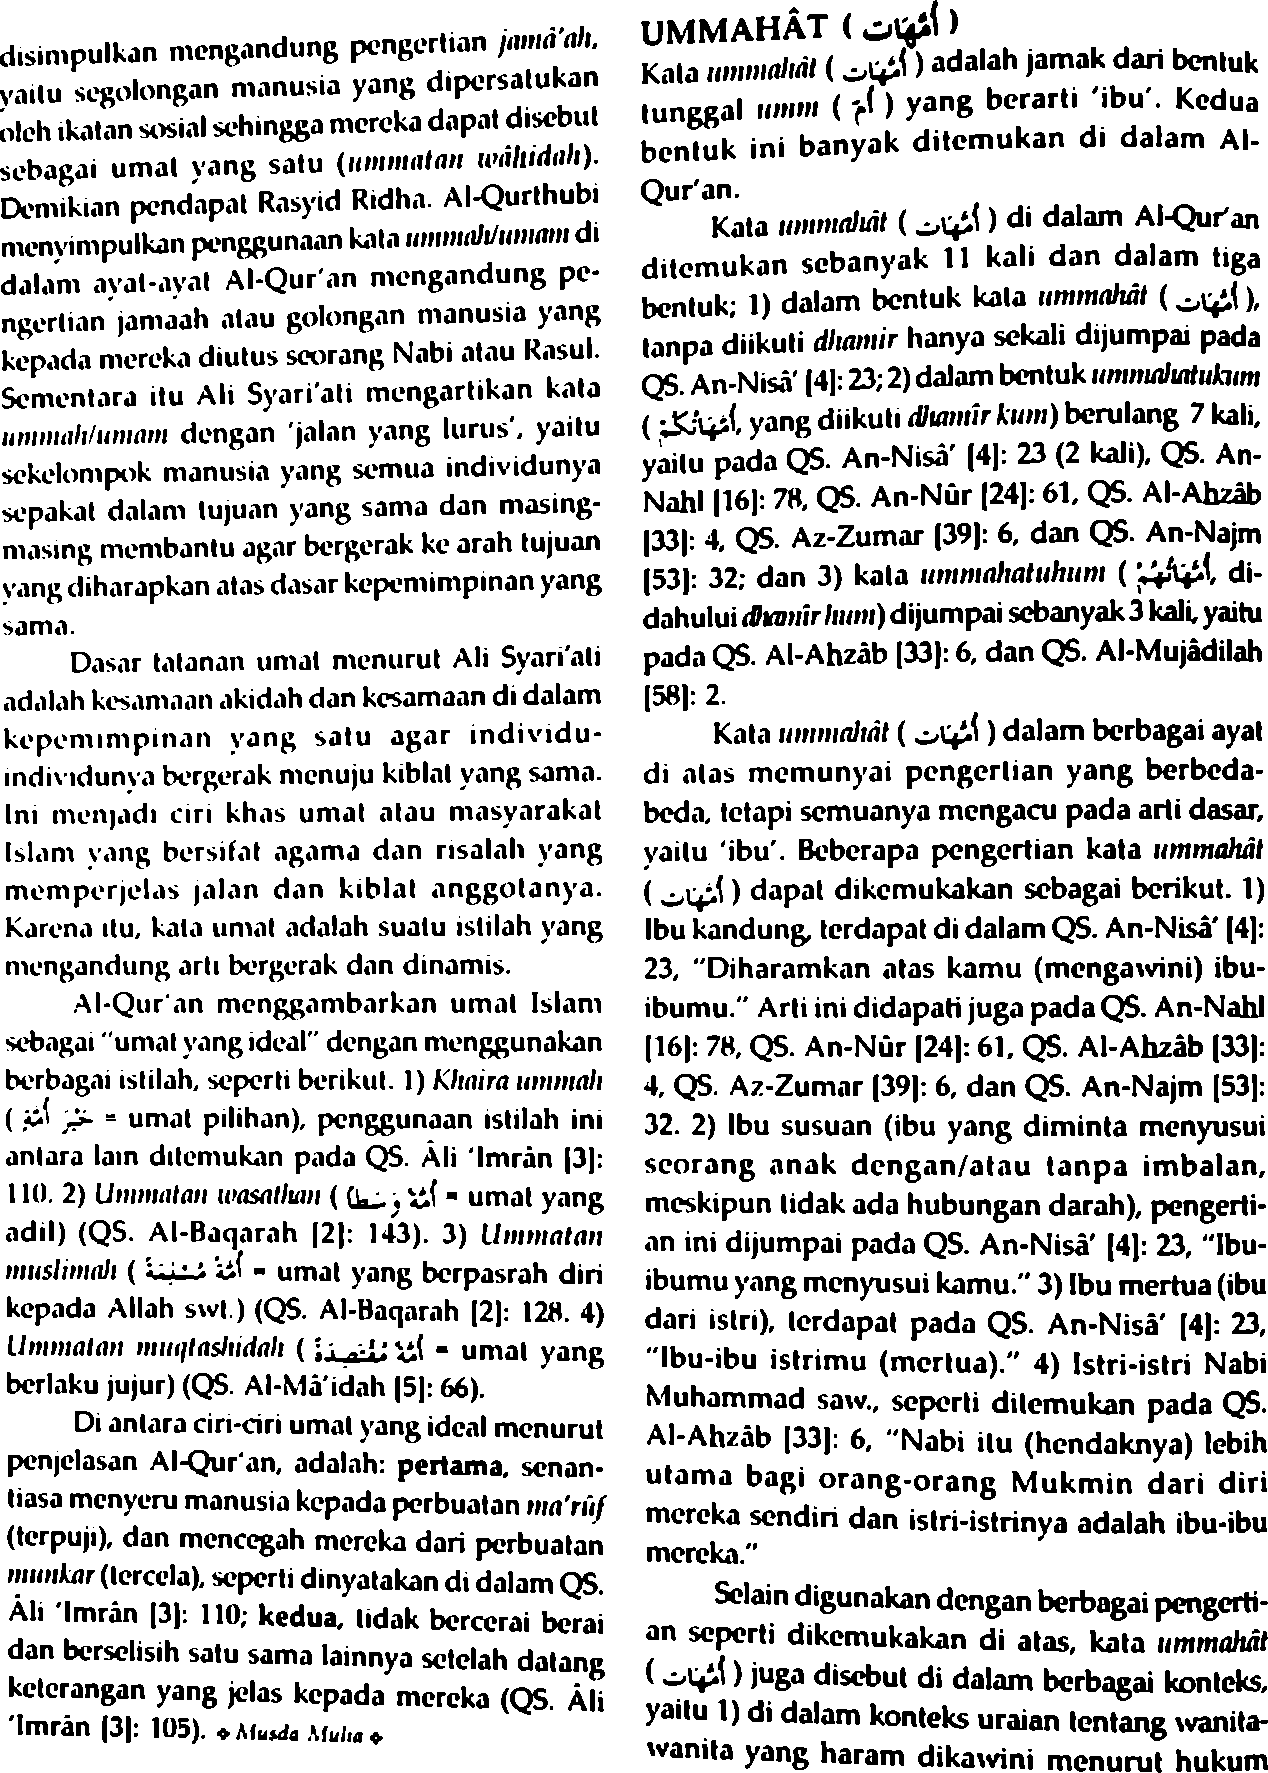 disimpulkan mengandung pengertian jamâ'ah,
yaitu segolongan manusia yang dipersatukan
oleh ikatan sosial sehingga mereka dapat disebut
sebagai umat yang satu (ummatan wâhidah).
Demikian pendapat Rasyid Ridha. Al-Qurthubi
menyimpulkan penggunaan kata ummah/umam di
dalam ayat-ayat Al-Qur'an mengandung pe-
ngertian jamaah atau golongan manusia yang
kepada mereka diutus seorang Nabi atau Rasul.
Sementara itu Ali Syari'ati mengartikan kata
ummah/umam dengan 'jalan yang lurus', yaitu
sekelompok manusia yang semua individunya
sepakat dalam tujuan yang sama dan masing-
masing membantu agar bergerak ke arah tujuan
yang diharapkan atas dasar kepemimpinan yang
sama.
Dasar tatanan umat menurut Ali Syari'ati
adalah kesamaan akidah dan kesamaan di dalam
kepemimpinan yang satu agar individu-
individunya bergerak menuju kiblat yang sama.
Ini menjadi ciri khas umat atau masyarakat
Islam yang bersifat agama dan risalah yang
memperjelas jalan dan kiblat anggotanya.
Karena itu, kata umat adalah suatu istilah yang
mengandung arti bergerak dan dinamis.
Al-Qur'an menggambarkan umat Islam
sebagai "umat yang ideal" dengan menggunakan
berbagai istilah, seperti berikut. 1) Khaira ummah
( خَيْرَ أُمَّةٍ = umat pilihan), penggunaan istilah ini
antara lain ditemukan pada QS. Âli 'Imrân [3]:
110. 2) Ummatan wasathan ( أُمَّةً وَسَطًا = umat yang
adil) (QS. Al-Baqarah [2]: 143). 3) Ummatan
muslimah ( أُمَّةً مُسْلِمَةً = umat yang berpasrah diri
kepada Allah swt.) (QS. Al-Baqarah [2]: 128. 4)
Ummatan muqtashidah ( أُمَّةٌ مُقْتَصِدَةٌ = umat yang
berlaku jujur) (QS. Al-Mâ'idah [5]: 66).
Di antara ciri-ciri umat yang ideal menurut
penjelasan Al-Qur'an, adalah: pertama, senan-
tiasa menyeru manusia kepada perbuatan ma'rûf
(terpuji), dan mencegah mereka dari perbuatan
munkar (tercela), seperti dinyatakan di dalam QS.
Âli 'Imrân [3]: 110; kedua, tidak bercerai berai
dan berselisih satu sama lainnya setelah datang
keterangan yang jelas kepada mereka (QS. Âli
'Imrân [3]: 105). ❖ Musda Mulia ❖
UMMAHÂT ( أُمَّهَات )
Kata ummahât ( أُمَّهَات ) adalah jamak dari bentuk
tunggal umm ( أُمّ ) yang berarti 'ibu'. Kedua
bentuk ini banyak ditemukan di dalam Al-
Qur'an.
Kata ummahât ( أُمَّهَات ) di dalam Al-Qur'an
ditemukan sebanyak 11 kali dan dalam tiga
bentuk; 1) dalam bentuk kata ummahât ( أُمَّهَات ),
tanpa diikuti dhamir hanya sekali dijumpai pada
QS. An-Nisâ' [4]: 23; 2) dalam bentuk ummahatukum
( أُمَّهَاتُكُمْ, yang diikuti dhamîr kum) berulang 7 kali,
yaitu pada QS. An-Nisâ' [4]: 23 (2 kali), QS. An-
Nahl [16]: 78, QS. An-Nûr [24]: 61, QS. Al-Ahzâb
[33]: 4, QS. Az-Zumar [39]: 6, dan QS. An-Najm
[53]: 32; dan 3) kata ummahatuhum ( أُمَّهَاتُهُمْ, di-
dahului dhamîr hum) dijumpai sebanyak 3 kali, yaitu
pada QS. Al-Ahzâb [33]: 6, dan QS. Al-Mujâdilah
[58]: 2.
Kata ummahât ( أُمَّهَات ) dalam berbagai ayat
di atas memunyai pengertian yang berbeda-
beda, tetapi semuanya mengacu pada arti dasar,
yaitu 'ibu'. Beberapa pengertian kata ummahât
( أُمَّهَات ) dapat dikemukakan sebagai berikut. 1)
Ibu kandung, terdapat di dalam QS. An-Nisâ' [4]:
23, "Diharamkan atas kamu (mengawini) ibu-
ibumu." Arti ini didapati juga pada QS. An-Nahl
[16]: 78, QS. An-Nûr [24]: 61, QS. Al-Ahzâb [33]:
4, QS. Az-Zumar [39]: 6, dan QS. An-Najm [53]:
32. 2) Ibu susuan (ibu yang diminta menyusui
seorang anak dengan/atau tanpa imbalan,
meskipun tidak ada hubungan darah), pengerti-
an ini dijumpai pada QS. An-Nisâ' [4]: 23, "Ibu-
ibumu yang menyusui kamu." 3) Ibu mertua (ibu
dari istri), terdapat pada QS. An-Nisâ' [4]: 23,
"Ibu-ibu istrimu (mertua)." 4) Istri-istri Nabi
Muhammad saw., seperti ditemukan pada QS.
Al-Ahzâb [33]: 6, "Nabi itu (hendaknya) lebih
utama bagi orang-orang Mukmin dari diri
mereka sendiri dan istri-istrinya adalah ibu-ibu
mereka."
Selain digunakan dengan berbagai pengerti-
an seperti dikemukakan di atas, kata ummahât
( أُمَّهَات ) juga disebut di dalam berbagai konteks,
yaitu 1) di dalam konteks uraian tentang wanita-
wanita yang haram dikawini menurut hukum